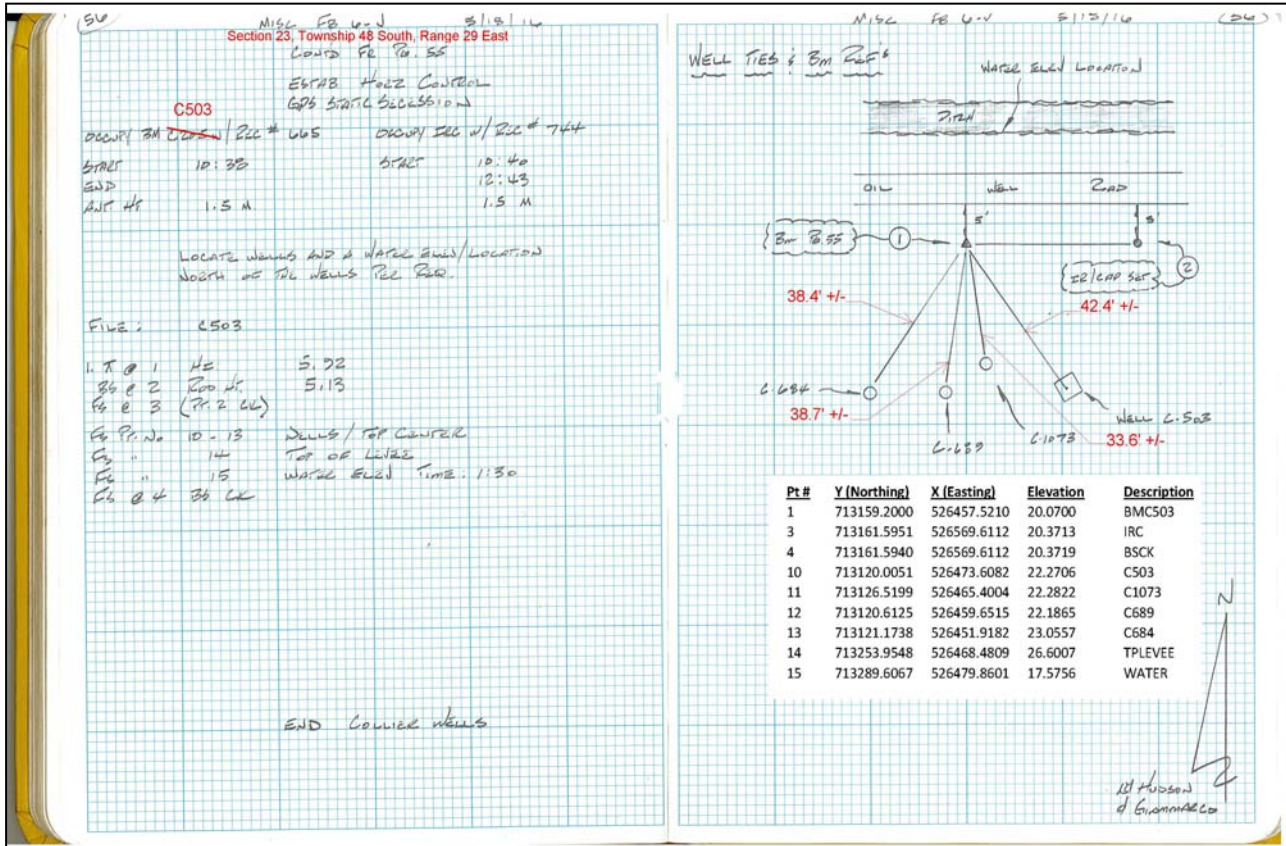 (56) MISC FB 6-V 5/13/16
Section 23, Township 48 South, Range 29 East
CONTD FR PG. 55
ESTAB HORZ CONTROL
GPS STATIC SECESSION
C503
OCCUPY BM W/ REC # 665 OCCUPY IRC W/ REC # 744
START 10:38 START 10:40
END 12:43
ANT HT 1.5 M 1.5 M
LOCATE WELLS AND A WATER ELEV/LOCATION
NORTH OF THE WELLS PER REQ.
FILE: C503
1. π @ 1 HI 5.92
BS @ 2 ROD HT. 5.13
FS @ 3 (PT. 2 CK)
FS PT. No 10 - 13 WELLS / TOP CENTER
FS " 14 TOP OF LEVEE
FS " 15 WATER ELEV TIME: 1:30
FS @ 4 BS CK
END COLLIER WELLS
MISC FB 6-V 5/13/16 (56)
WELL TIES & BM REF'S
WATER ELEV LOCATION
DITCH
OIL WELL ROAD
5' 5'
BM PG.55 1
IR/CAP SET 2
38.4' +/-
42.4' +/-
C-684
38.7' +/-
WELL C-503
C-689 C-1073 33.6' +/-
Pt # Y (Northing) X (Easting) Elevation Description
1 713159.2000 526457.5210 20.0700 BMC503
3 713161.5951 526569.6112 20.3713 IRC
4 713161.5940 526569.6112 20.3719 BSCK
10 713120.0051 526473.6082 22.2706 C503
11 713126.5199 526465.4004 22.2822 C1073
12 713120.6125 526459.6515 22.1865 C689
13 713121.1738 526451.9182 23.0557 C684
14 713253.9548 526468.4809 26.6007 TPLEVEE
15 713289.6067 526479.8601 17.5756 WATER
N
HUDSON
d GIAMMARCO